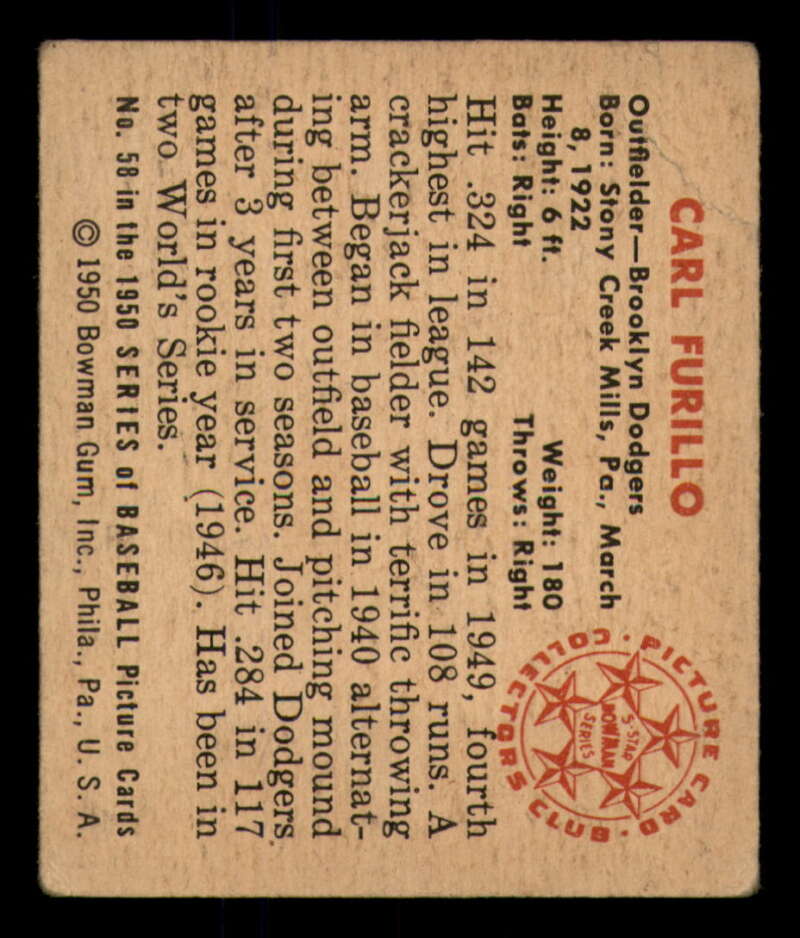 CARL FURILLO
Outfielder—Brooklyn Dodgers
Born: Stony Creek Mills, Pa., March
8, 1922
Height: 6 ft. Weight: 180
Bats: Right Throws: Right
Hit .324 in 142 games in 1949, fourth
highest in league. Drove in 108 runs. A
crackerjack fielder with terrific throwing
arm. Began in baseball in 1940 alternat-
ing between outfield and pitching mound
during first two seasons. Joined Dodgers
after 3 years in service. Hit .284 in 117
games in rookie year (1946). Has been in
two World's Series.
No. 58 in the 1950 SERIES of BASEBALL Picture Cards
© 1950 Bowman Gum, Inc., Phila., Pa., U. S. A.
PICTURE CARD COLLECTORS CLUB
5-STAR
BOWMAN
SERIES